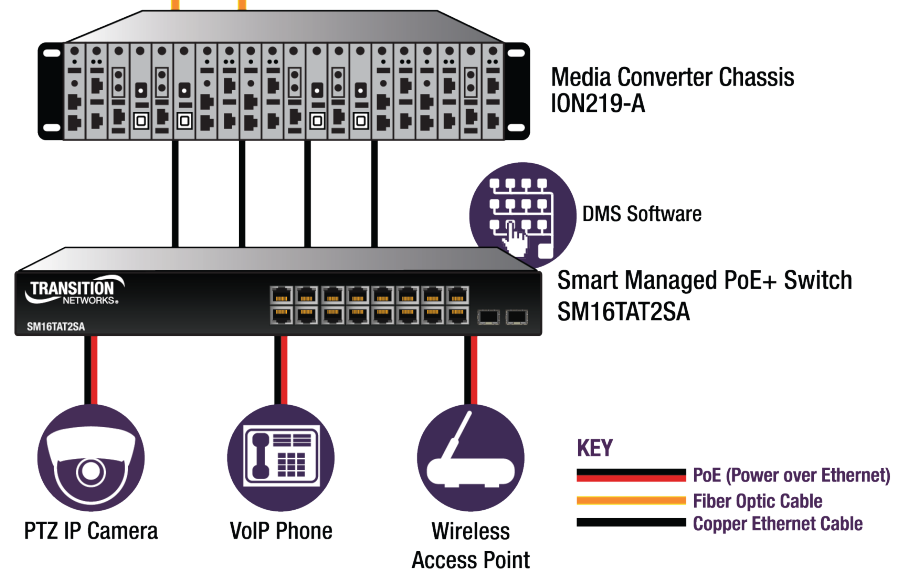 Media Converter Chassis
ION219-A
DMS Software
Smart Managed PoE+ Switch
SM16TAT2SA
TRANSITION
NETWORKS®
SM16TAT2SA
PTZ IP Camera
VoIP Phone
Wireless
Access Point
KEY
PoE (Power over Ethernet)
Fiber Optic Cable
Copper Ethernet Cable